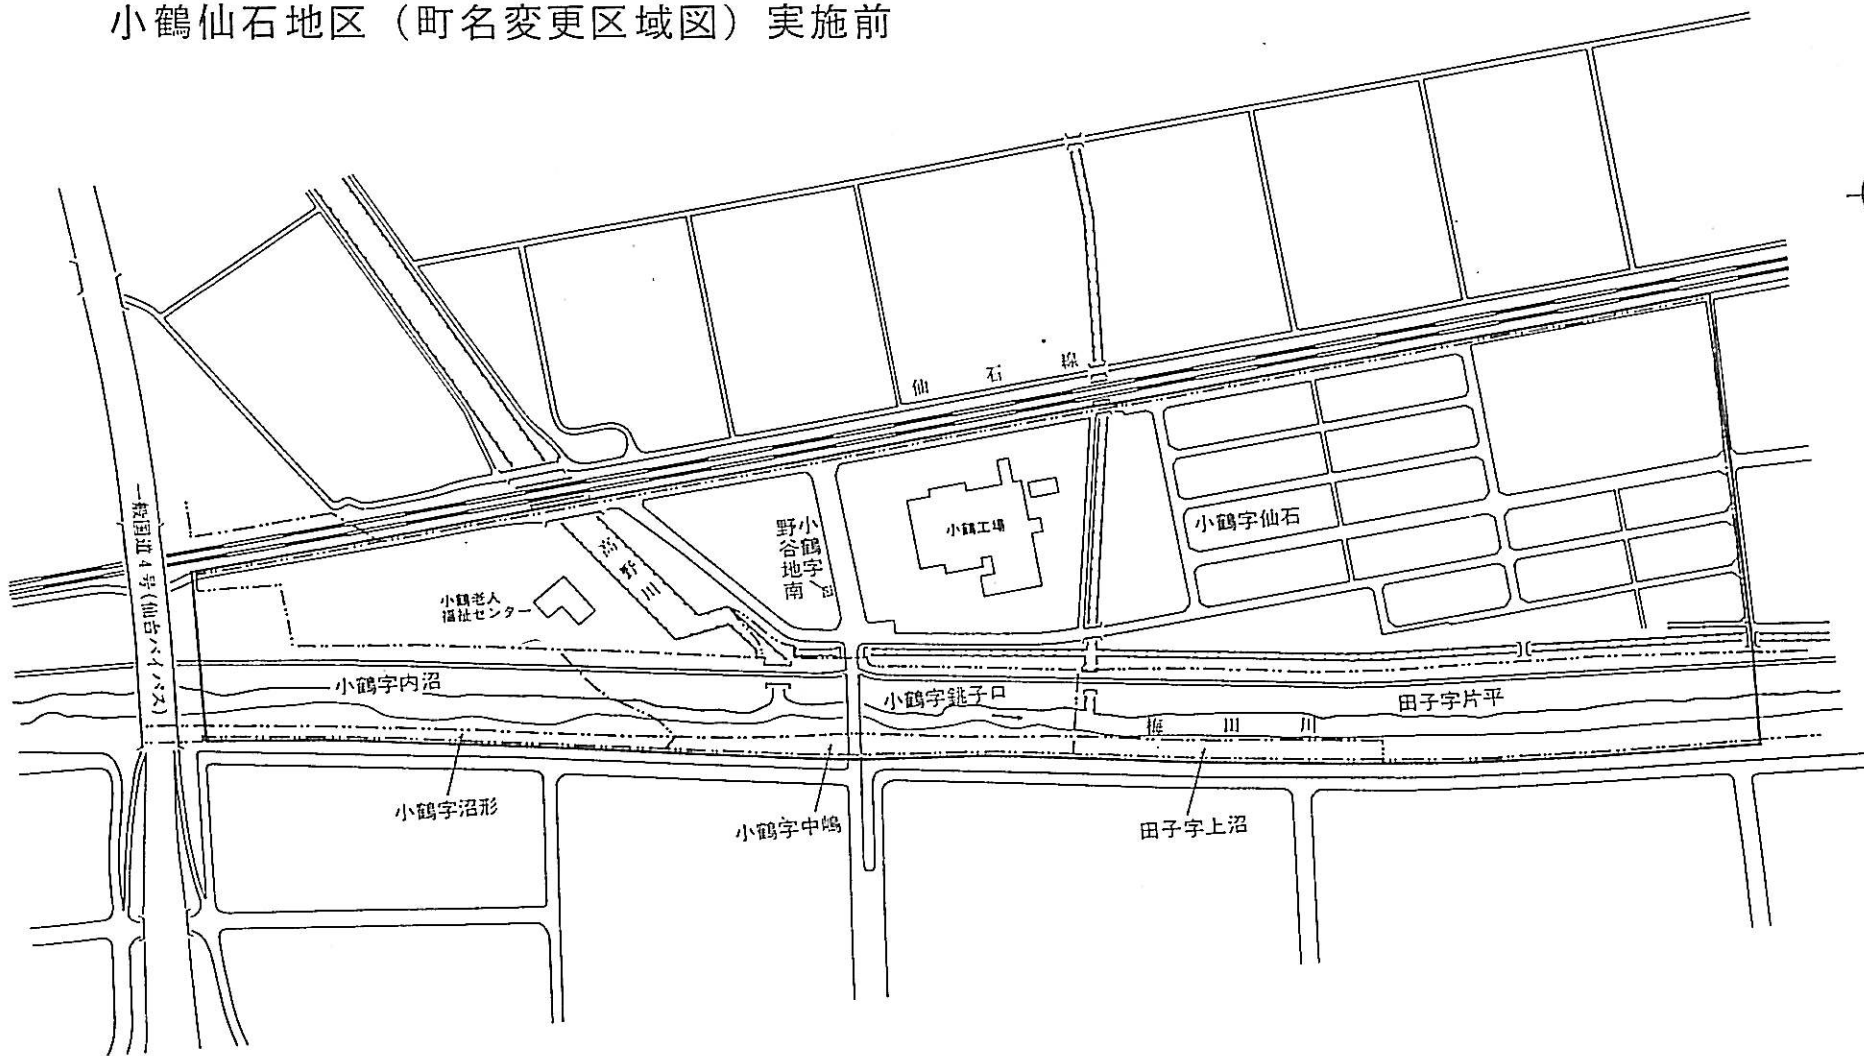 小鶴仙石地区（町名変更区域図）実施前
仙石線
一般国道4号(仙台バイパス)
小鶴字
野谷地南
小鶴工場
小鶴字仙石
高野川
小鶴老人
福祉センター
小鶴字内沼
小鶴字銚子口
田子字片平
梅田川
小鶴字沼形
小鶴字中嶋
田子字上沼